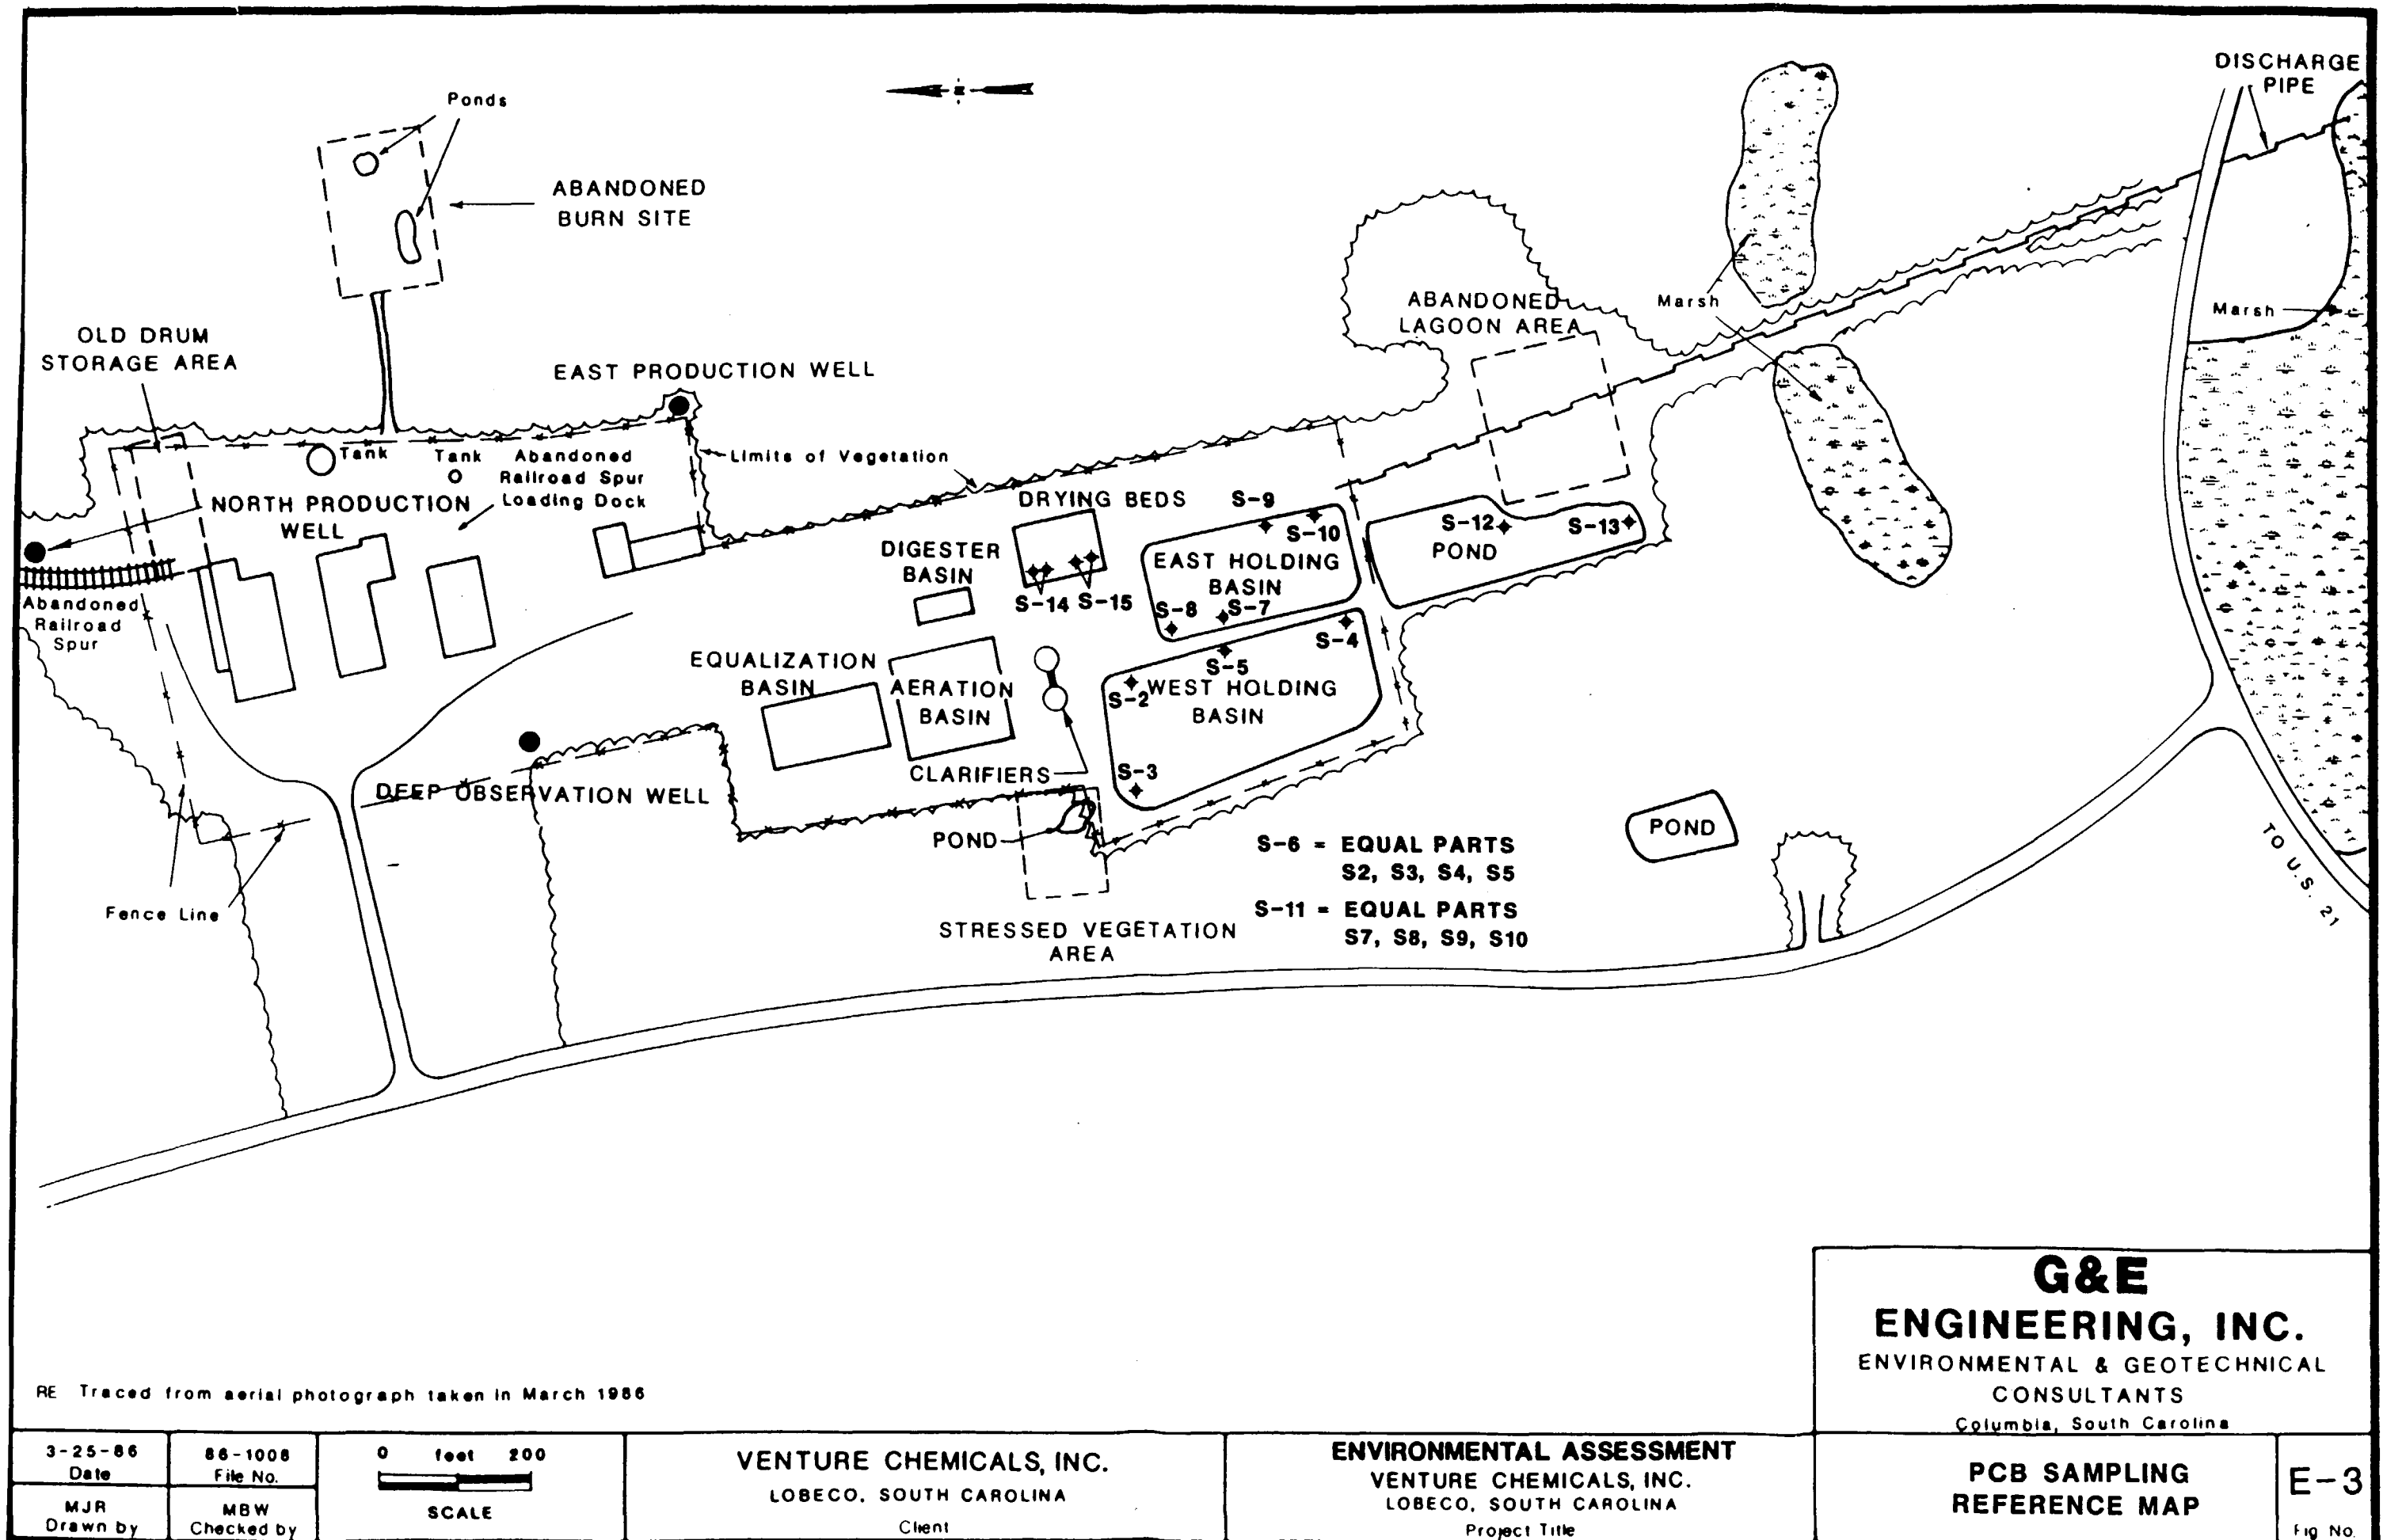 DISCHARGE
PIPE
Ponds
ABANDONED
BURN SITE
OLD DRUM
STORAGE AREA
EAST PRODUCTION WELL
ABANDONED
LAGOON AREA
Marsh
Marsh
Tank
Tank
Abandoned
Railroad Spur
Loading Dock
Limits of Vegetation
NORTH PRODUCTION
WELL
DRYING BEDS
S-9
S-10
S-12
S-13
POND
DIGESTER
BASIN
EAST HOLDING
BASIN
S-14
S-15
S-8
S-7
S-4
Abandoned
Railroad
Spur
EQUALIZATION
BASIN
AERATION
BASIN
S-5
S-2
WEST HOLDING
BASIN
CLARIFIERS
S-3
DEEP OBSERVATION WELL
POND
POND
S-6 = EQUAL PARTS
S2, S3, S4, S5
S-11 = EQUAL PARTS
S7, S8, S9, S10
TO U.S. 21
Fence Line
STRESSED VEGETATION
AREA
G&E
ENGINEERING, INC.
ENVIRONMENTAL & GEOTECHNICAL
CONSULTANTS
Columbia, South Carolina
RE Traced from aerial photograph taken in March 1986
3-25-86
Date
86-1008
File No.
MJR
Drawn by
MBW
Checked by
0 feet 200
SCALE
VENTURE CHEMICALS, INC.
LOBECO, SOUTH CAROLINA
Client
ENVIRONMENTAL ASSESSMENT
VENTURE CHEMICALS, INC.
LOBECO, SOUTH CAROLINA
Project Title
PCB SAMPLING
REFERENCE MAP
E-3
Fig No.